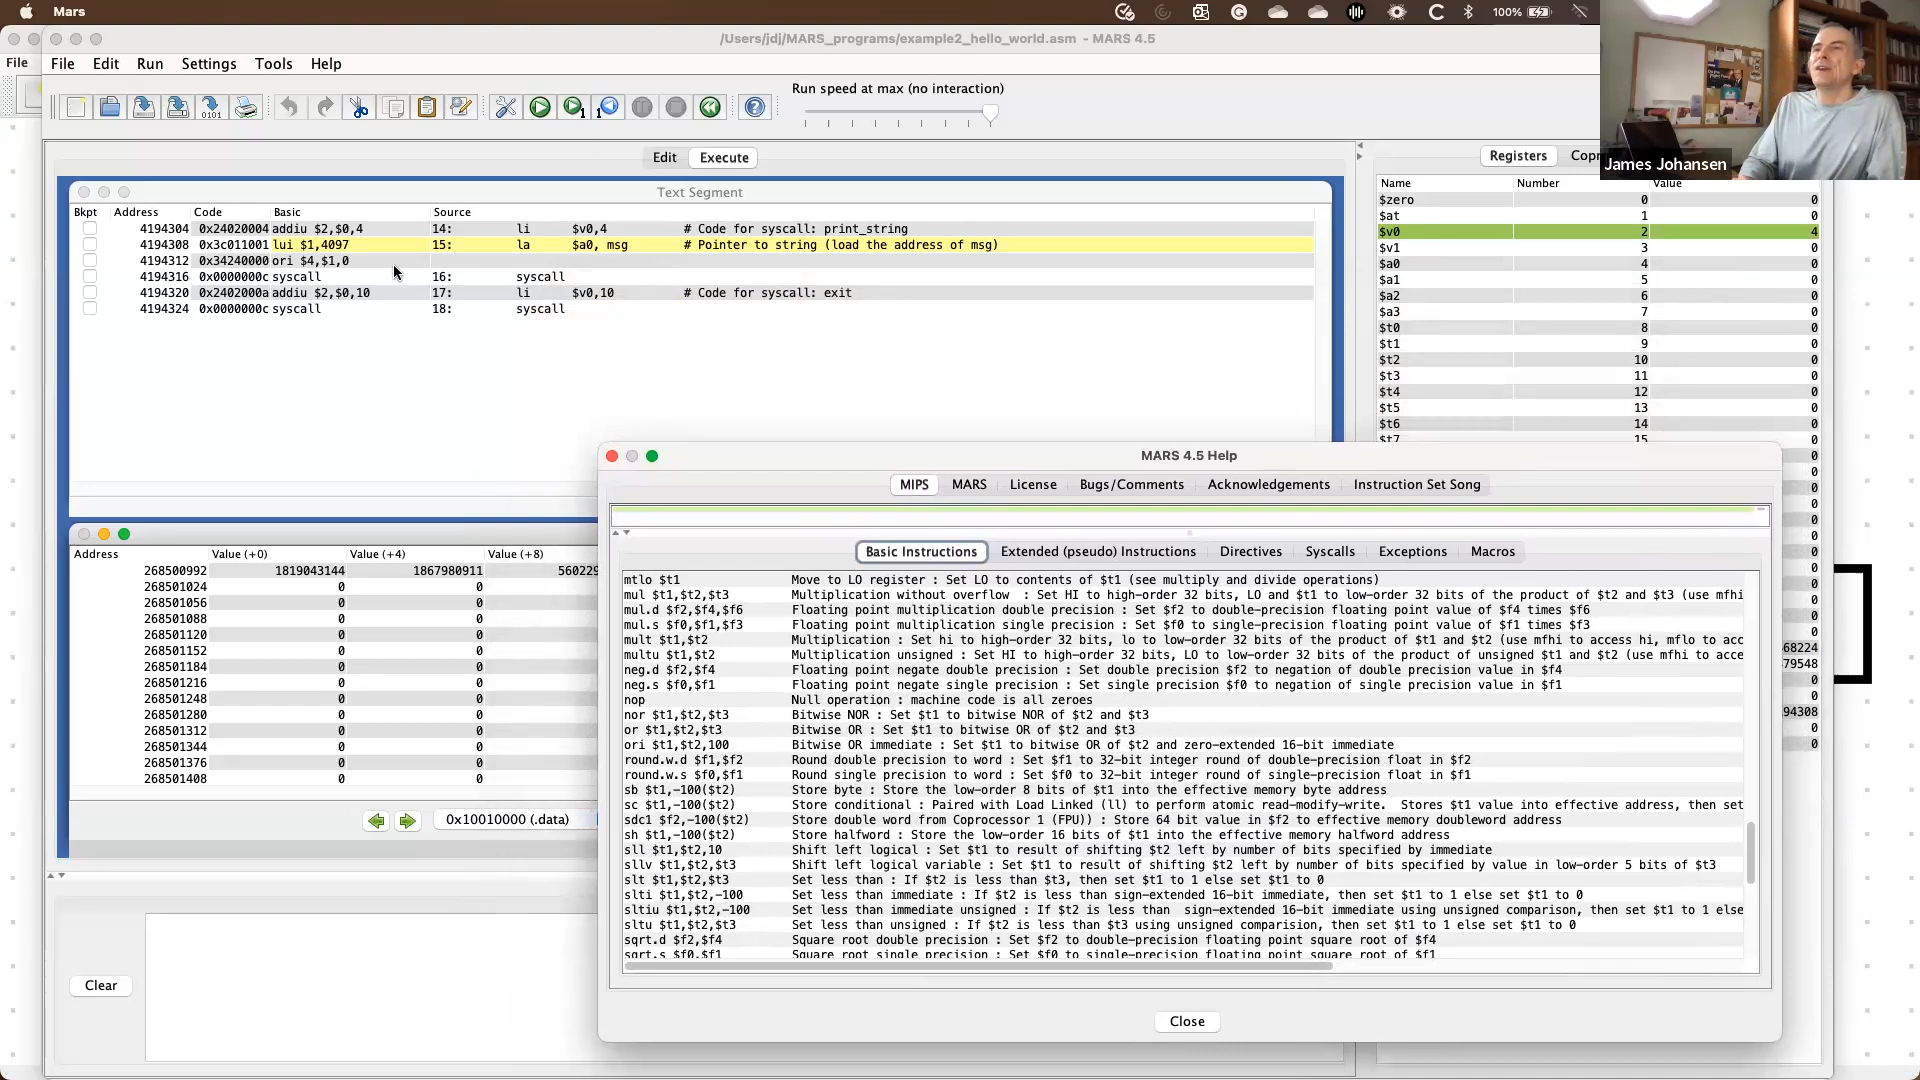 Mars
100%
/Users/jdj/MARS_programs/example2_hello_world.asm - MARS 4.5
File
File Edit Run Settings Tools Help
Run speed at max (no interaction)
Edit Execute
Registers
James Johansen
Text Segment
Bkpt Address Code Basic Source
4194304 0x24020004 addiu $2,$0,4 14: li $v0,4 # Code for syscall: print_string
4194308 0x3c011001 lui $1,4097 15: la $a0, msg # Pointer to string (load the address of msg)
4194312 0x34240000 ori $4,$1,0
4194316 0x0000000c syscall 16: syscall
4194320 0x2402000a addiu $2,$0,10 17: li $v0,10 # Code for syscall: exit
4194324 0x0000000c syscall 18: syscall
Name Number Value
$zero 0 0
$at 1 0
$v0 2 4
$v1 3 0
$a0 4 0
$a1 5 0
$a2 6 0
$a3 7 0
$t0 8 0
$t1 9 0
$t2 10 0
$t3 11 0
$t4 12 0
$t5 13 0
$t6 14 0
$t7 15 0
Address Value (+0) Value (+4) Value (+8)
268500992 1819043144 1867980911 560229
268501024 0 0
268501056 0 0
268501088 0 0
268501120 0 0
268501152 0 0
268501184 0 0
268501216 0 0
268501248 0 0
268501280 0 0
268501312 0 0
268501344 0 0
268501376 0 0
268501408 0 0
0x10010000 (.data)
Clear
MARS 4.5 Help
MIPS MARS License Bugs/Comments Acknowledgements Instruction Set Song
Basic Instructions Extended (pseudo) Instructions Directives Syscalls Exceptions Macros
mtlo $t1 Move to LO register : Set LO to contents of $t1 (see multiply and divide operations)
mul $t1,$t2,$t3 Multiplication without overflow : Set HI to high-order 32 bits, LO and $t1 to low-order 32 bits of the product of $t2 and $t3 (use mfhi
mul.d $f2,$f4,$f6 Floating point multiplication double precision : Set $f2 to double-precision floating point value of $f4 times $f6
mul.s $f0,$f1,$f3 Floating point multiplication single precision : Set $f0 to single-precision floating point value of $f1 times $f3
mult $t1,$t2 Multiplication : Set hi to high-order 32 bits, lo to low-order 32 bits of the product of $t1 and $t2 (use mfhi to access hi, mflo to acc
multu $t1,$t2 Multiplication unsigned : Set HI to high-order 32 bits, LO to low-order 32 bits of the product of unsigned $t1 and $t2 (use mfhi to acce
neg.d $f2,$f4 Floating point negate double precision : Set double precision $f2 to negation of double precision value in $f4
neg.s $f0,$f1 Floating point negate single precision : Set single precision $f0 to negation of single precision value in $f1
nop Null operation : machine code is all zeroes
nor $t1,$t2,$t3 Bitwise NOR : Set $t1 to bitwise NOR of $t2 and $t3
or $t1,$t2,$t3 Bitwise OR : Set $t1 to bitwise OR of $t2 and $t3
ori $t1,$t2,100 Bitwise OR immediate : Set $t1 to bitwise OR of $t2 and zero-extended 16-bit immediate
round.w.d $f1,$f2 Round double precision to word : Set $f1 to 32-bit integer round of double-precision float in $f2
round.w.s $f0,$f1 Round single precision to word : Set $f0 to 32-bit integer round of single-precision float in $f1
sb $t1,-100($t2) Store byte : Store the low-order 8 bits of $t1 into the effective memory byte address
sc $t1,-100($t2) Store conditional : Paired with Load Linked (ll) to perform atomic read-modify-write. Stores $t1 value into effective address, then set
sdc1 $f2,-100($t2) Store double word from Coprocessor 1 (FPU)) : Store 64 bit value in $f2 to effective memory doubleword address
sh $t1,-100($t2) Store halfword : Store the low-order 16 bits of $t1 into the effective memory halfword address
sll $t1,$t2,10 Shift left logical : Set $t1 to result of shifting $t2 left by number of bits specified by immediate
sllv $t1,$t2,$t3 Shift left logical variable : Set $t1 to result of shifting $t2 left by number of bits specified by value in low-order 5 bits of $t3
slt $t1,$t2,$t3 Set less than : If $t2 is less than $t3, then set $t1 to 1 else set $t1 to 0
slti $t1,$t2,-100 Set less than immediate : If $t2 is less than sign-extended 16-bit immediate, then set $t1 to 1 else set $t1 to 0
sltiu $t1,$t2,-100 Set less than immediate unsigned : If $t2 is less than sign-extended 16-bit immediate using unsigned comparison, then set $t1 to 1 else
sltu $t1,$t2,$t3 Set less than unsigned : If $t2 is less than $t3 using unsigned comparision, then set $t1 to 1 else set $t1 to 0
sqrt.d $f2,$f4 Square root double precision : Set $f2 to double-precision floating point square root of $f4
sqrt.s $f0,$f1 Square root single precision : Set $f0 to single-precision floating point square root of $f1
Close
68224
79548
94308